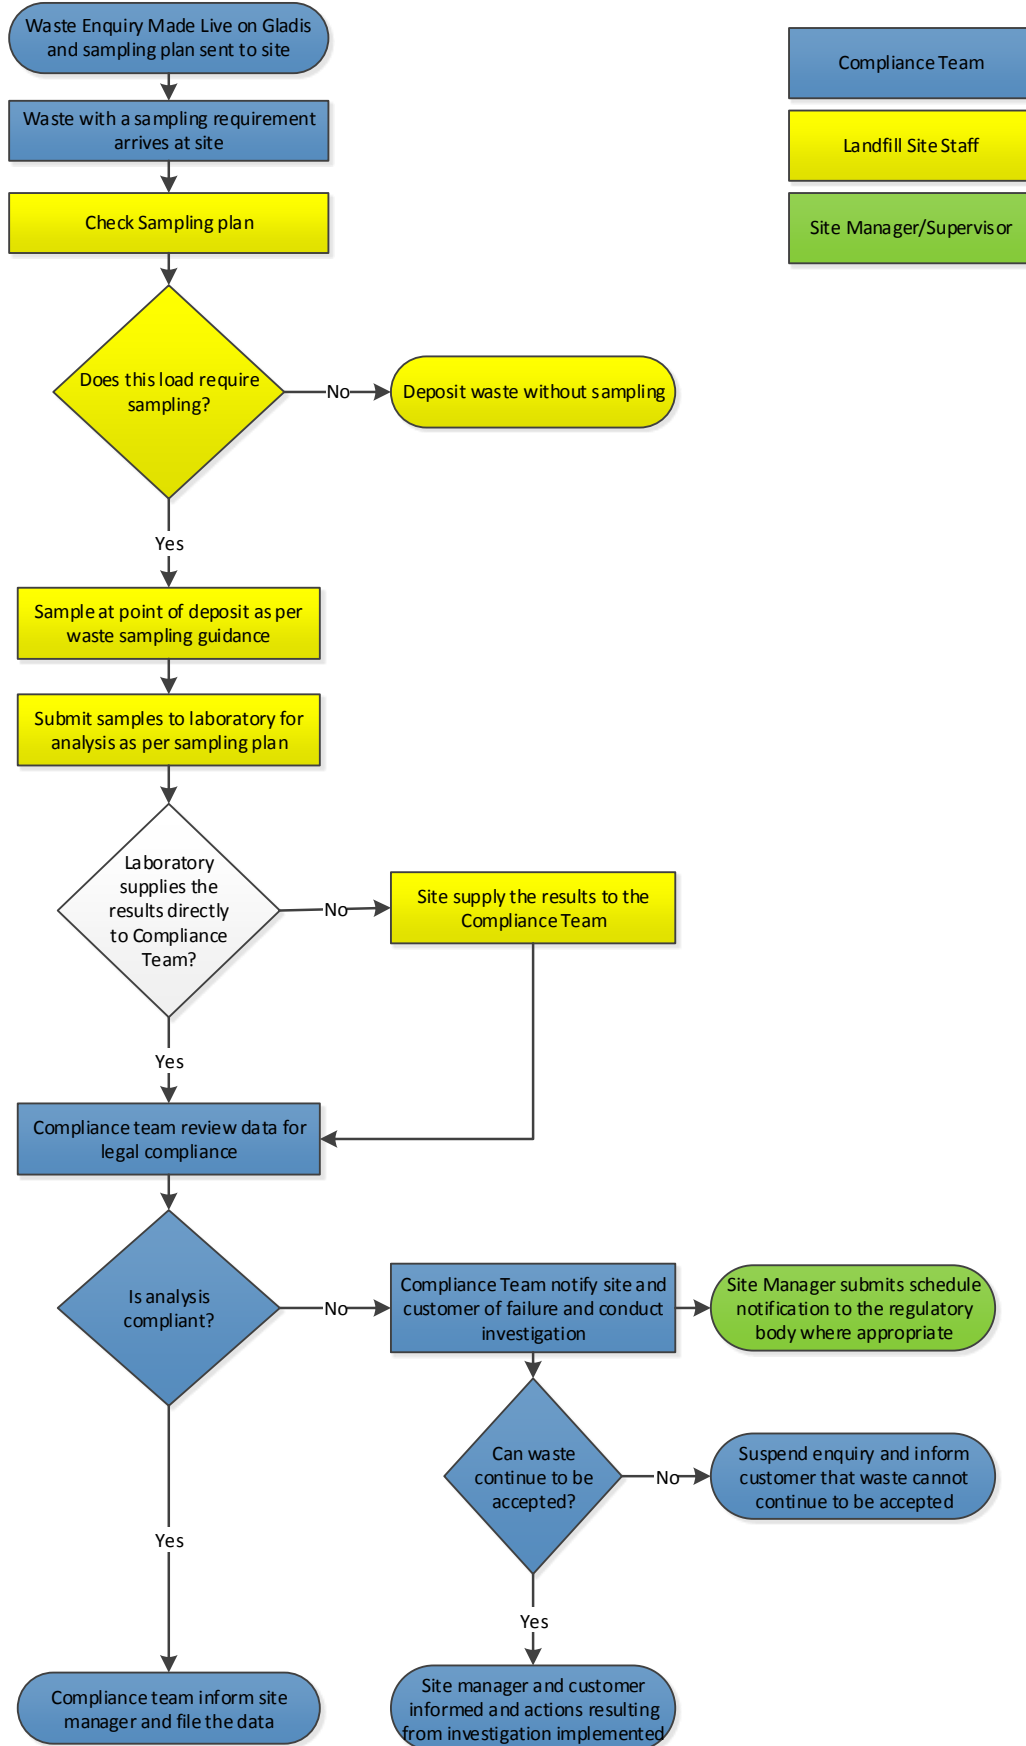 Waste Enquiry Made Live on Gladis
and sampling plan sent to site
Compliance Team
Waste with a sampling requirement
arrives at site
Landfill Site Staff
Check Sampling plan
Site Manager/Supervisor
Does this load require
sampling?
No
Deposit waste without sampling
Yes
Sample at point of deposit as per
waste sampling guidance
Submit samples to laboratory for
analysis as per sampling plan
Laboratory
supplies the
results directly
to Compliance
Team?
No
Site supply the results to the
Compliance Team
Yes
Compliance team review data for
legal compliance
Is analysis
compliant?
No
Compliance Team notify site and
customer of failure and conduct
investigation
Site Manager submits schedule
notification to the regulatory
body where appropriate
Can waste
continue to be
accepted?
No
Suspend enquiry and inform
customer that waste cannot
continue to be accepted
Yes
Yes
Compliance team inform site
manager and file the data
Site manager and customer
informed and actions resulting
from investigation implemented